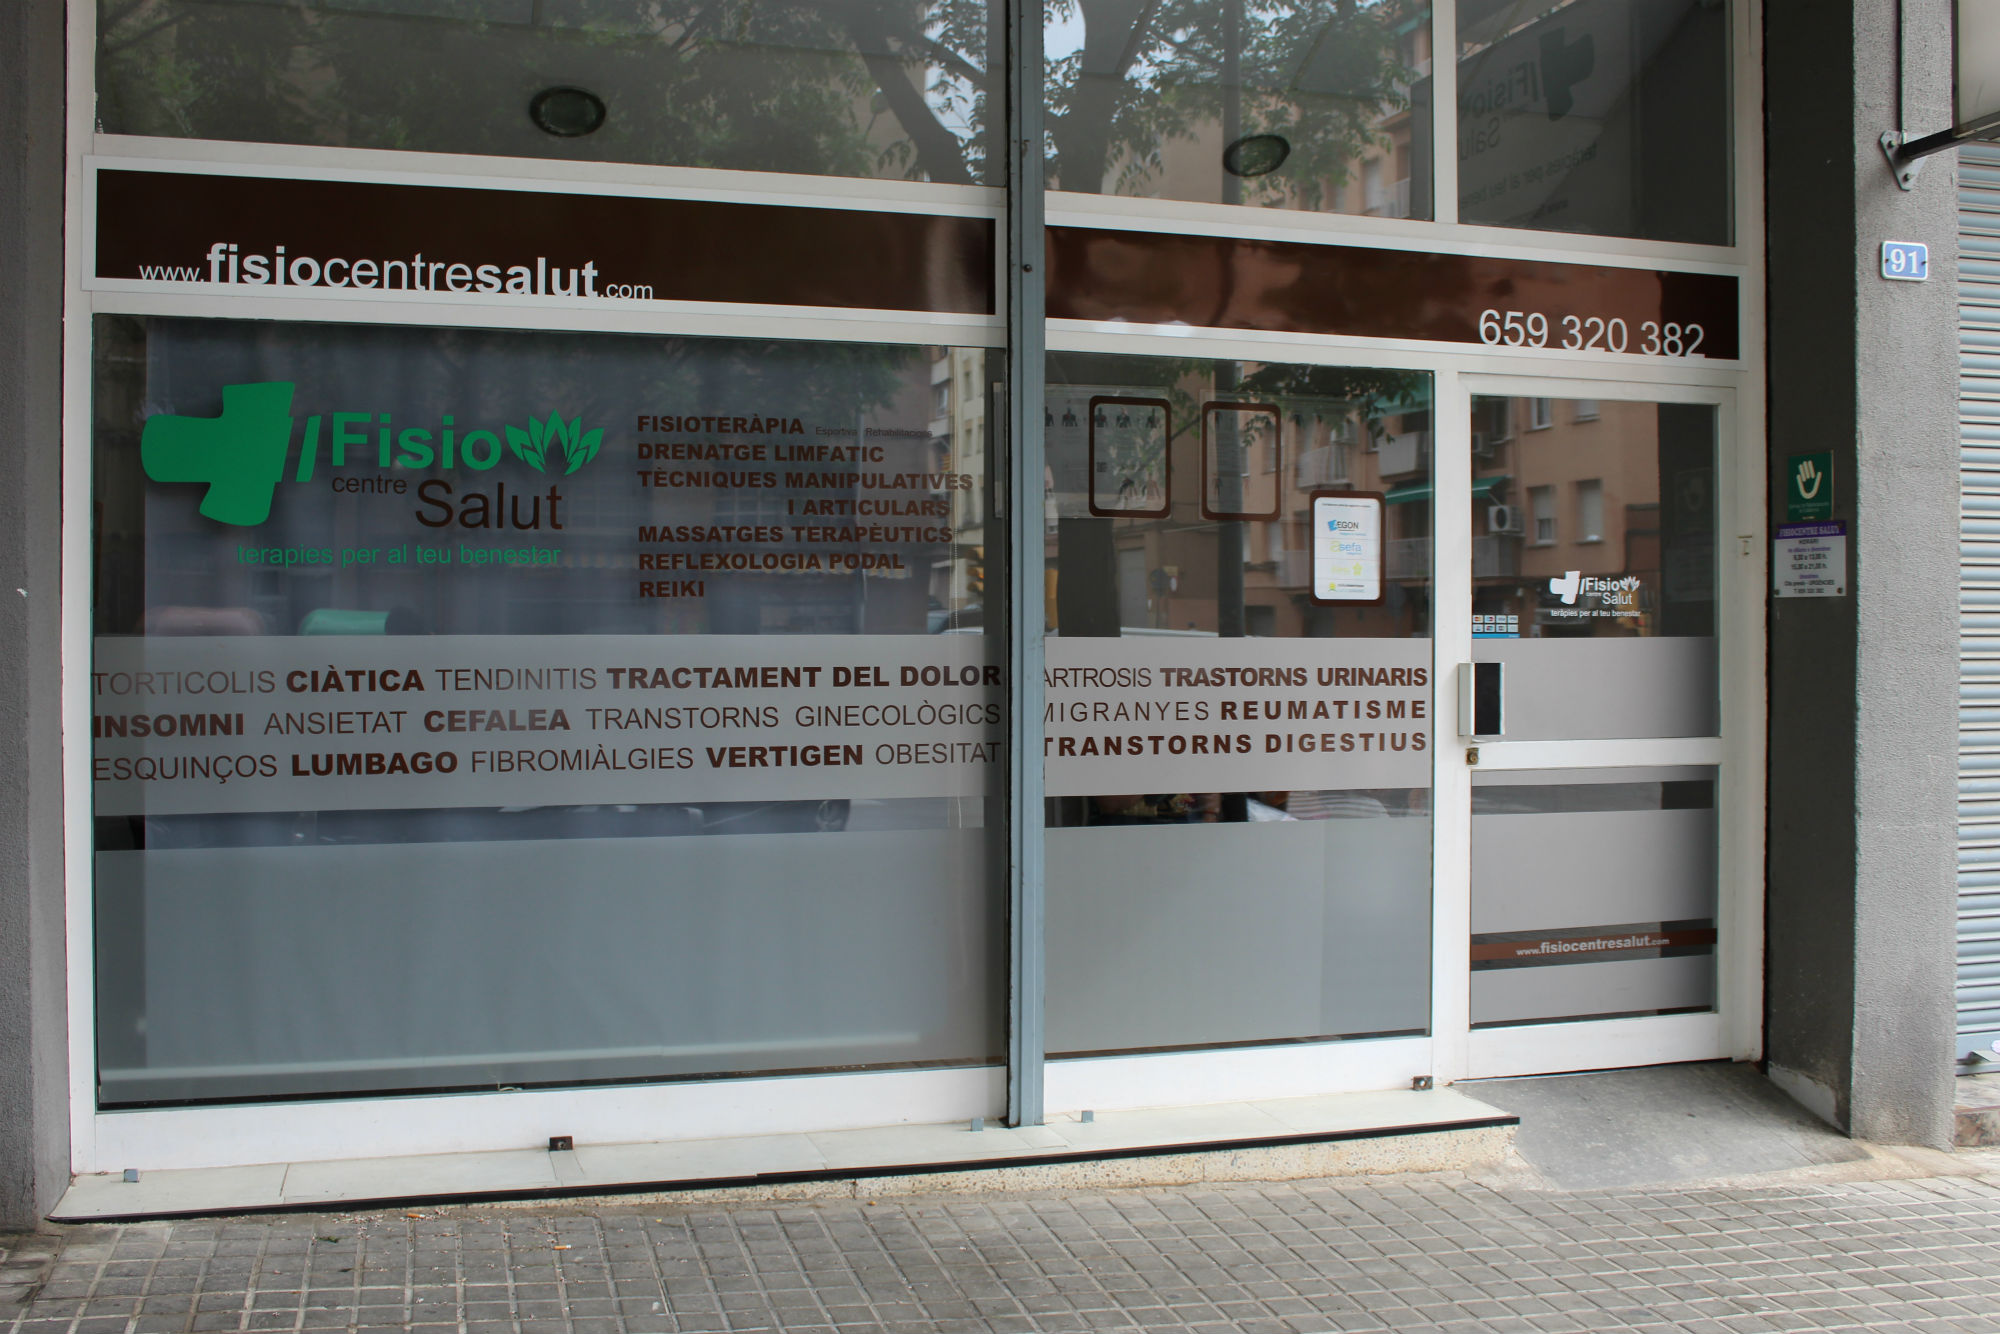 www.fisiocentresalut.com
659 320 382
91
Fisio
centre Salut
teràpies per al teu benestar
FISIOTERÀPIA Esportiva Rehabilitacions
DRENATGE LIMFATIC
TÈCNIQUES MANIPULATIVES
I ARTICULARS
MASSATGES TERAPÈUTICS
REFLEXOLOGIA PODAL
REIKI
AEGON
asefa
Fisio
centre Salut
teràpies per al teu benestar
FISIOCENTRE SALUT
HORARI
TORTICOLIS CIÀTICA TENDINITIS TRACTAMENT DEL DOLOR ARTROSIS TRASTORNS URINARIS
INSOMNI ANSIETAT CEFALEA TRANSTORNS GINECOLÒGICS MIGRANYES REUMATISME
ESQUINÇOS LUMBAGO FIBROMIÀLGIES VERTIGEN OBESITAT TRANSTORNS DIGESTIUS
www.fisiocentresalut.com